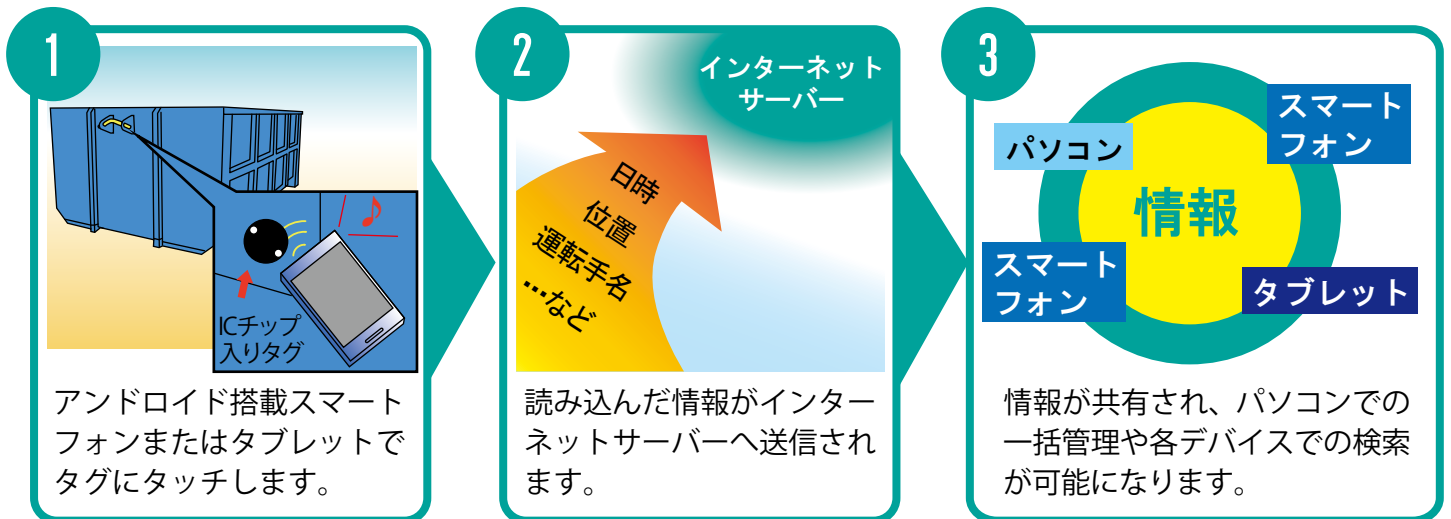 1
ICチップ
入りタグ
アンドロイド搭載スマート
フォンまたはタブレットで
タグにタッチします。
2
インターネット
サーバー
日時
位置
運転手名
…など
読み込んだ情報がインター
ネットサーバーへ送信され
ます。
3
スマート
フォン
パソコン
情報
スマート
フォン
タブレット
情報が共有され、パソコンでの
一括管理や各デバイスでの検索
が可能になります。